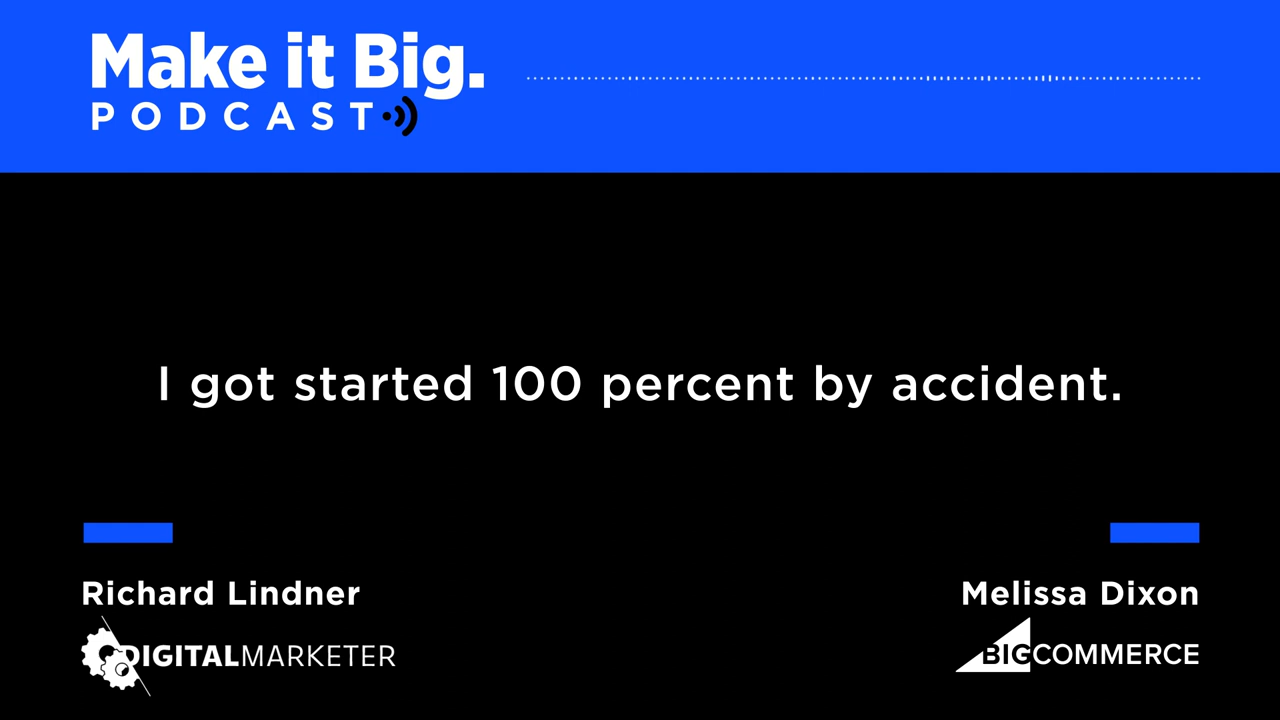 Make it Big.
PODCAST
I got started 100 percent by accident.
Richard Lindner
Melissa Dixon
DIGITALMARKETER
BIGCOMMERCE